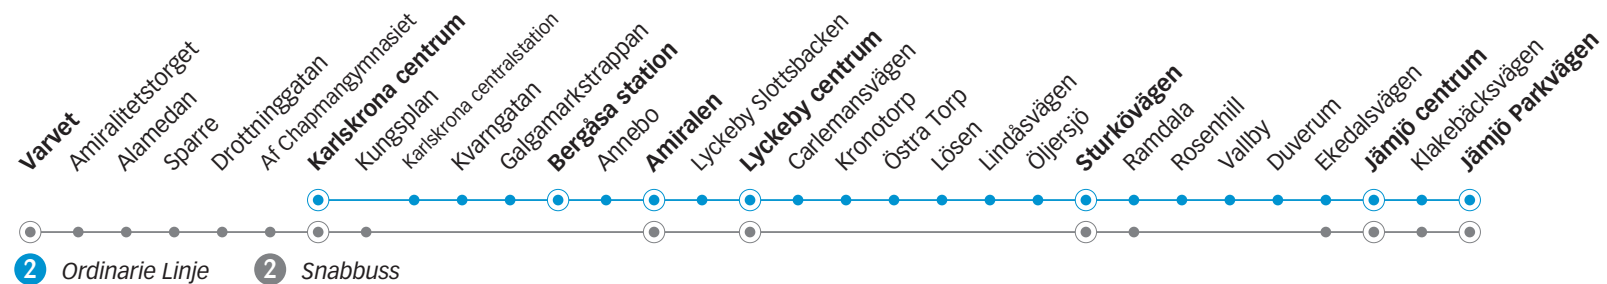 Varvet
Amiralitetstorget
Alamedan
Sparre
Drottninggatan
Af Chapmangymnasiet
Karlskrona centrum
Kungsplan
Karlskrona centralstation
Kvarngatan
Galgamarkstrappan
Bergåsa station
Annebo
Amiralen
Lyckeby Slottsbacken
Lyckeby centrum
Carlemansvägen
Kronotorp
Östra Torp
Lösen
Lindåsvägen
Öljersjö
Sturkövägen
Ramdala
Rosenhill
Vallby
Duverum
Ekedalsvägen
Jämjö centrum
Klakebäcksvägen
Jämjö Parkvägen
2 Ordinarie Linje
2 Snabbuss